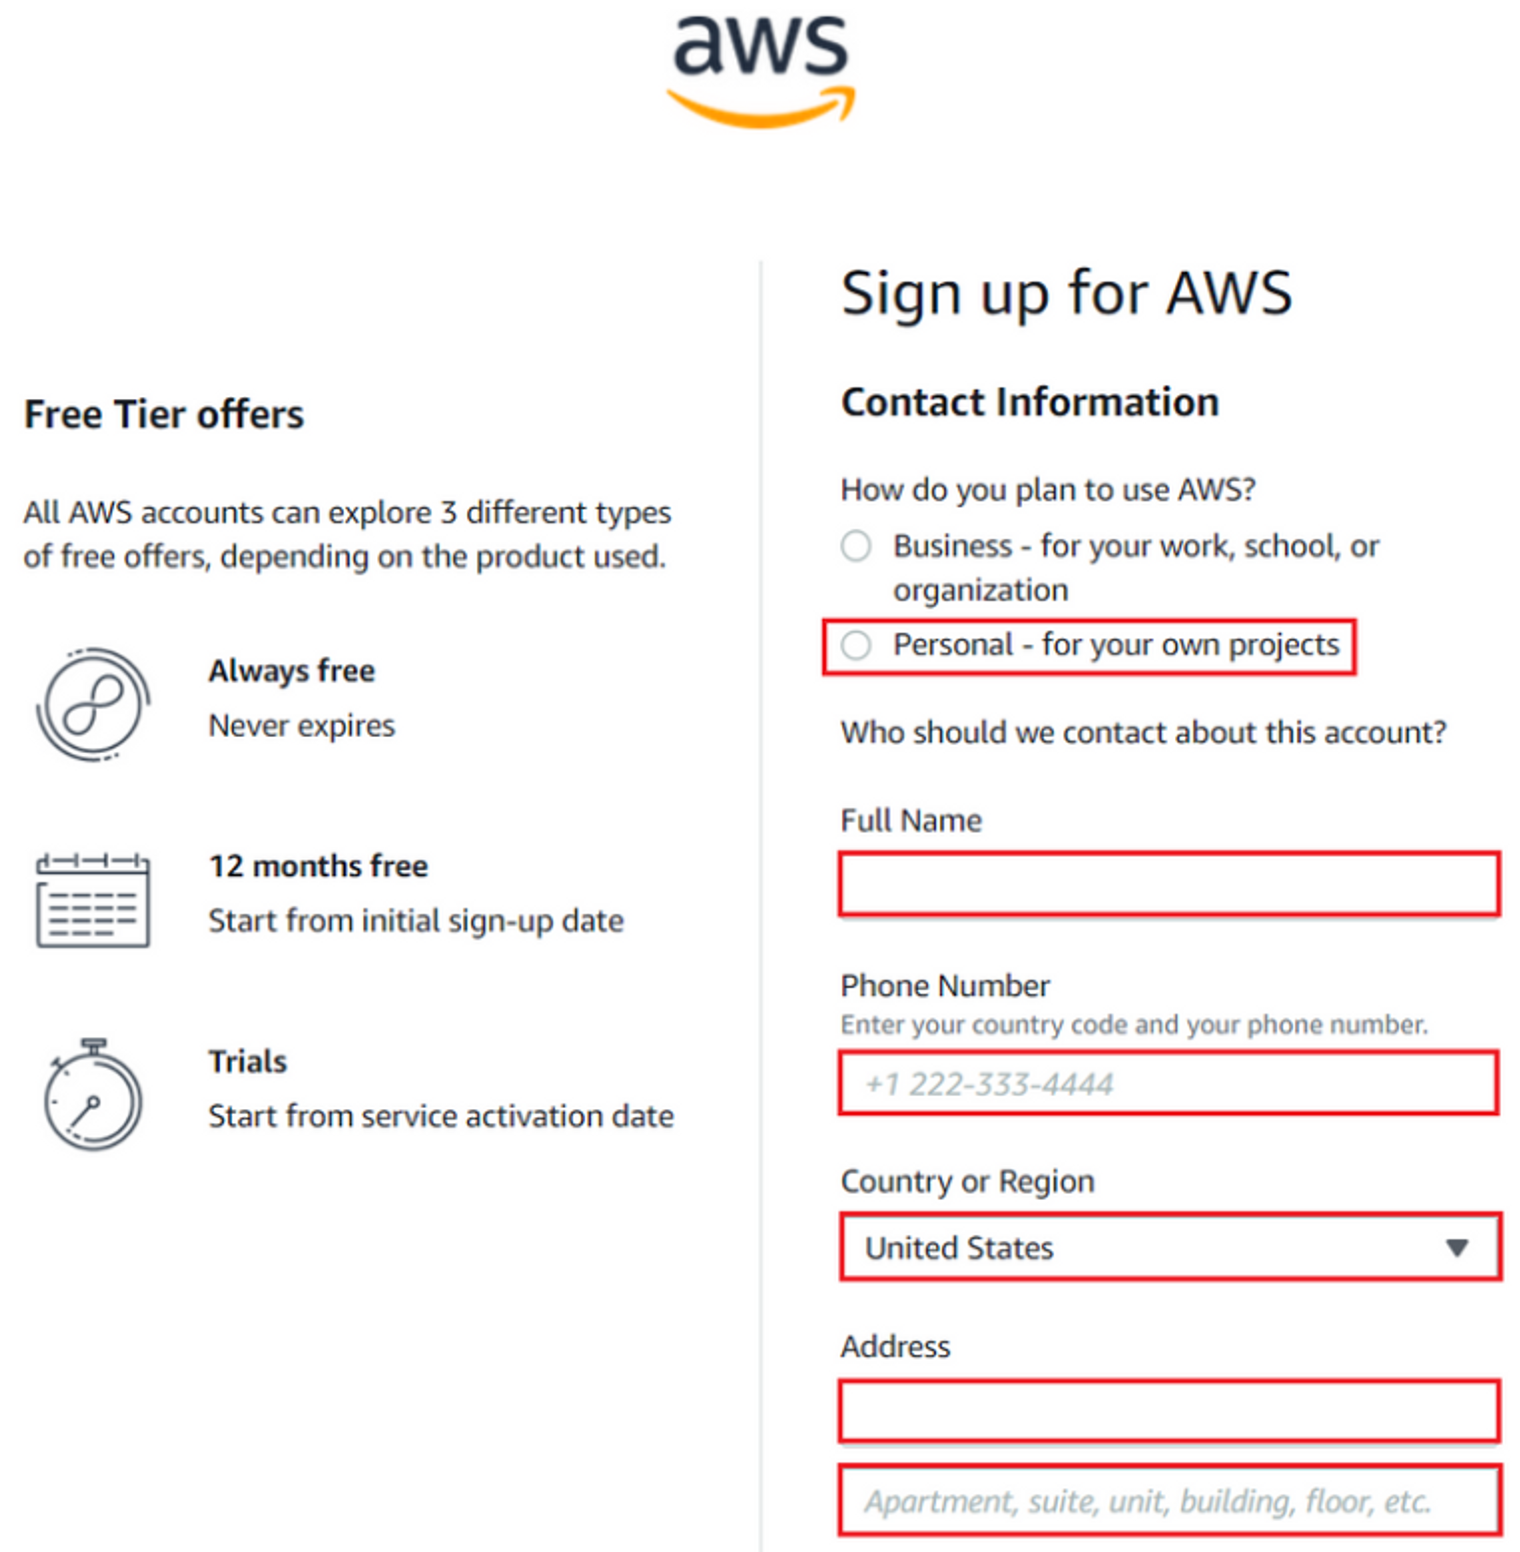 aws
Free Tier offers
All AWS accounts can explore 3 different types
of free offers, depending on the product used.
Always free
Never expires
12 months free
Start from initial sign-up date
Trials
Start from service activation date
Sign up for AWS
Contact Information
How do you plan to use AWS?
Business - for your work, school, or
organization
Personal - for your own projects
Who should we contact about this account?
Full Name
Phone Number
Enter your country code and your phone number.
+1 222-333-4444
Country or Region
United States
Address
Apartment, suite, unit, building, floor, etc.